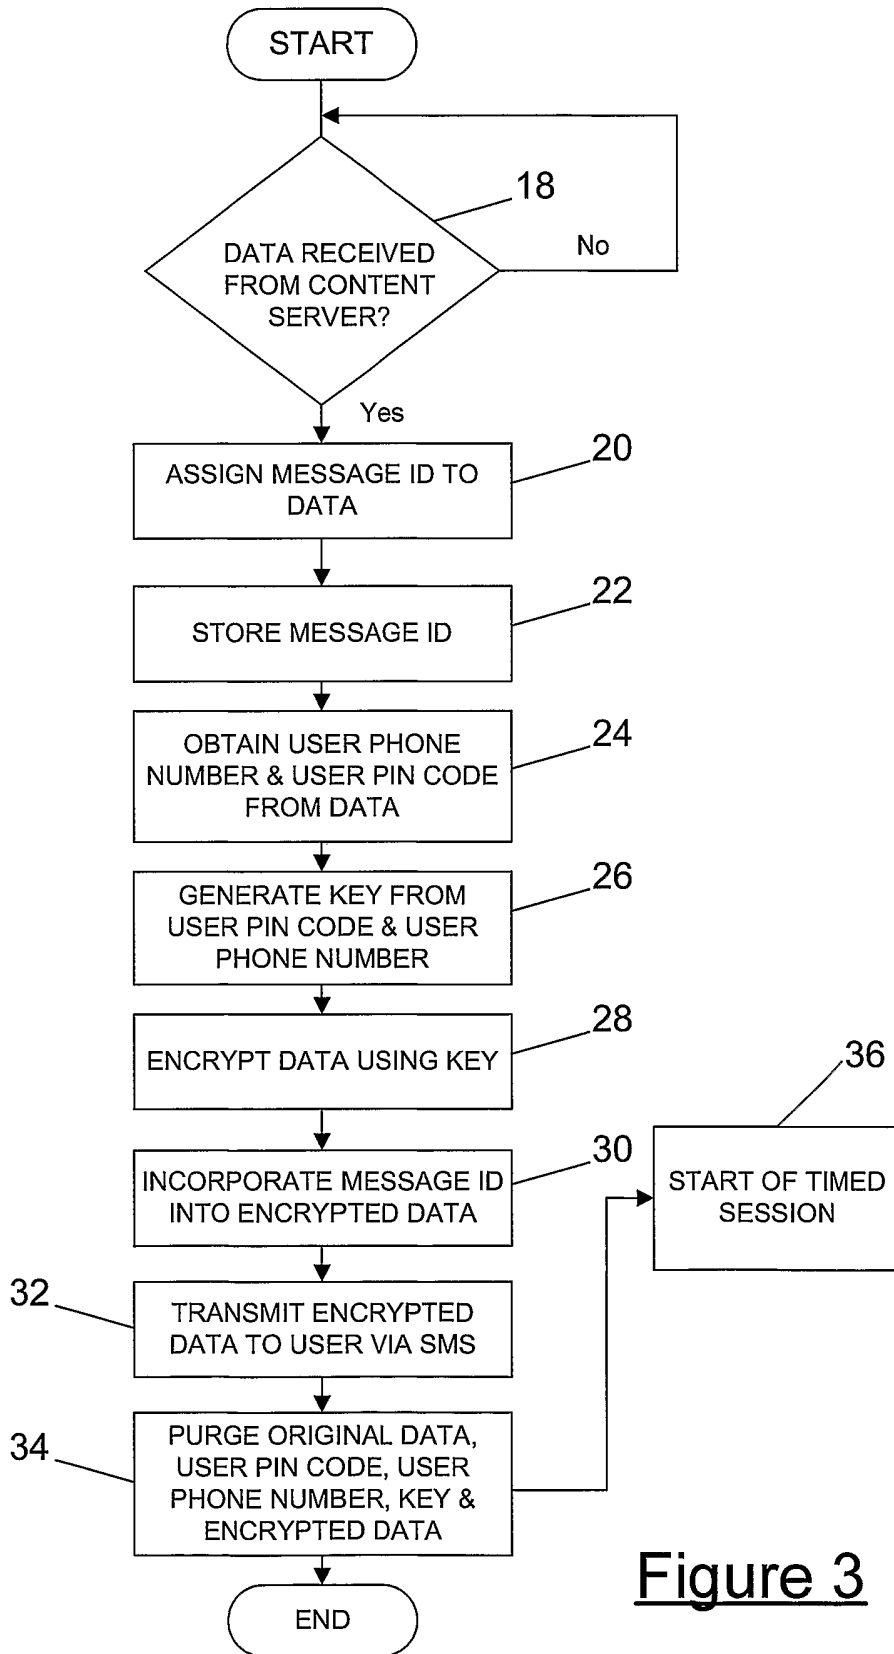 START
18
DATA RECEIVED
FROM CONTENT
SERVER?
No
Yes
20
ASSIGN MESSAGE ID TO
DATA
22
STORE MESSAGE ID
24
OBTAIN USER PHONE
NUMBER & USER PIN CODE
FROM DATA
26
GENERATE KEY FROM
USER PIN CODE & USER
PHONE NUMBER
28
ENCRYPT DATA USING KEY
36
START OF TIMED
SESSION
30
INCORPORATE MESSAGE ID
INTO ENCRYPTED DATA
32
TRANSMIT ENCRYPTED
DATA TO USER VIA SMS
34
PURGE ORIGINAL DATA,
USER PIN CODE, USER
PHONE NUMBER, KEY &
ENCRYPTED DATA
END
Figure 3